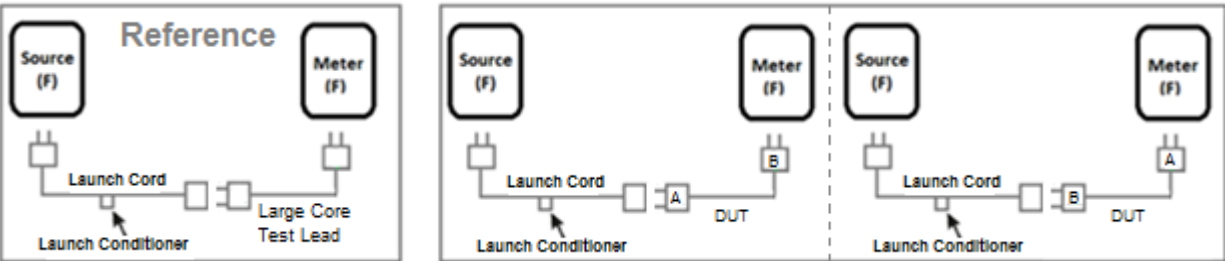 Reference
Source
(F)
Meter
(F)
Launch Cord
Large Core
Test Lead
Launch Conditioner
Source
(F)
Meter
(F)
B
Launch Cord
A
DUT
Launch Conditioner
Source
(F)
Meter
(F)
A
Launch Cord
B
DUT
Launch Conditioner